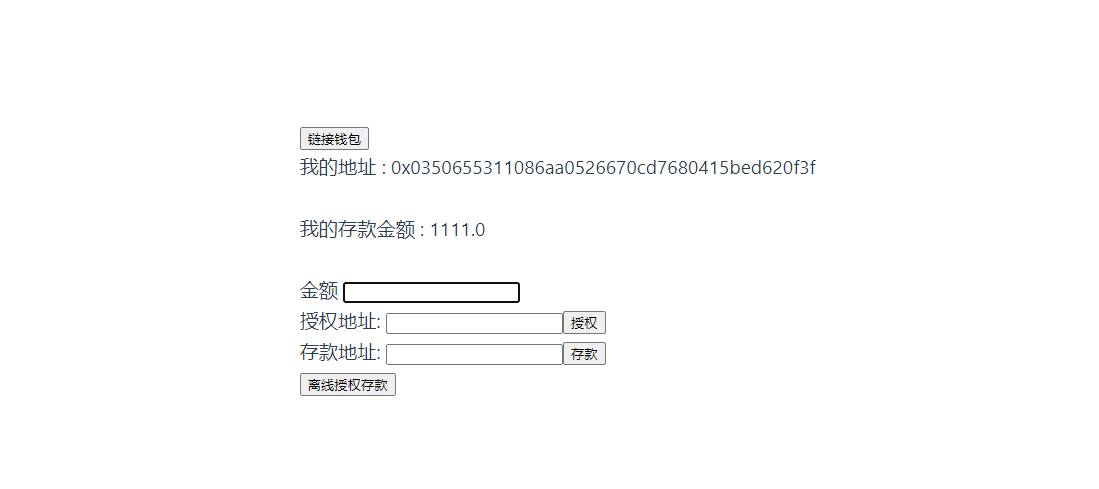 链接钱包
我的地址 : 0x0350655311086aa0526670cd7680415bed620f3f
我的存款金额 : 1111.0
金额
授权地址: 授权
存款地址: 存款
离线授权存款